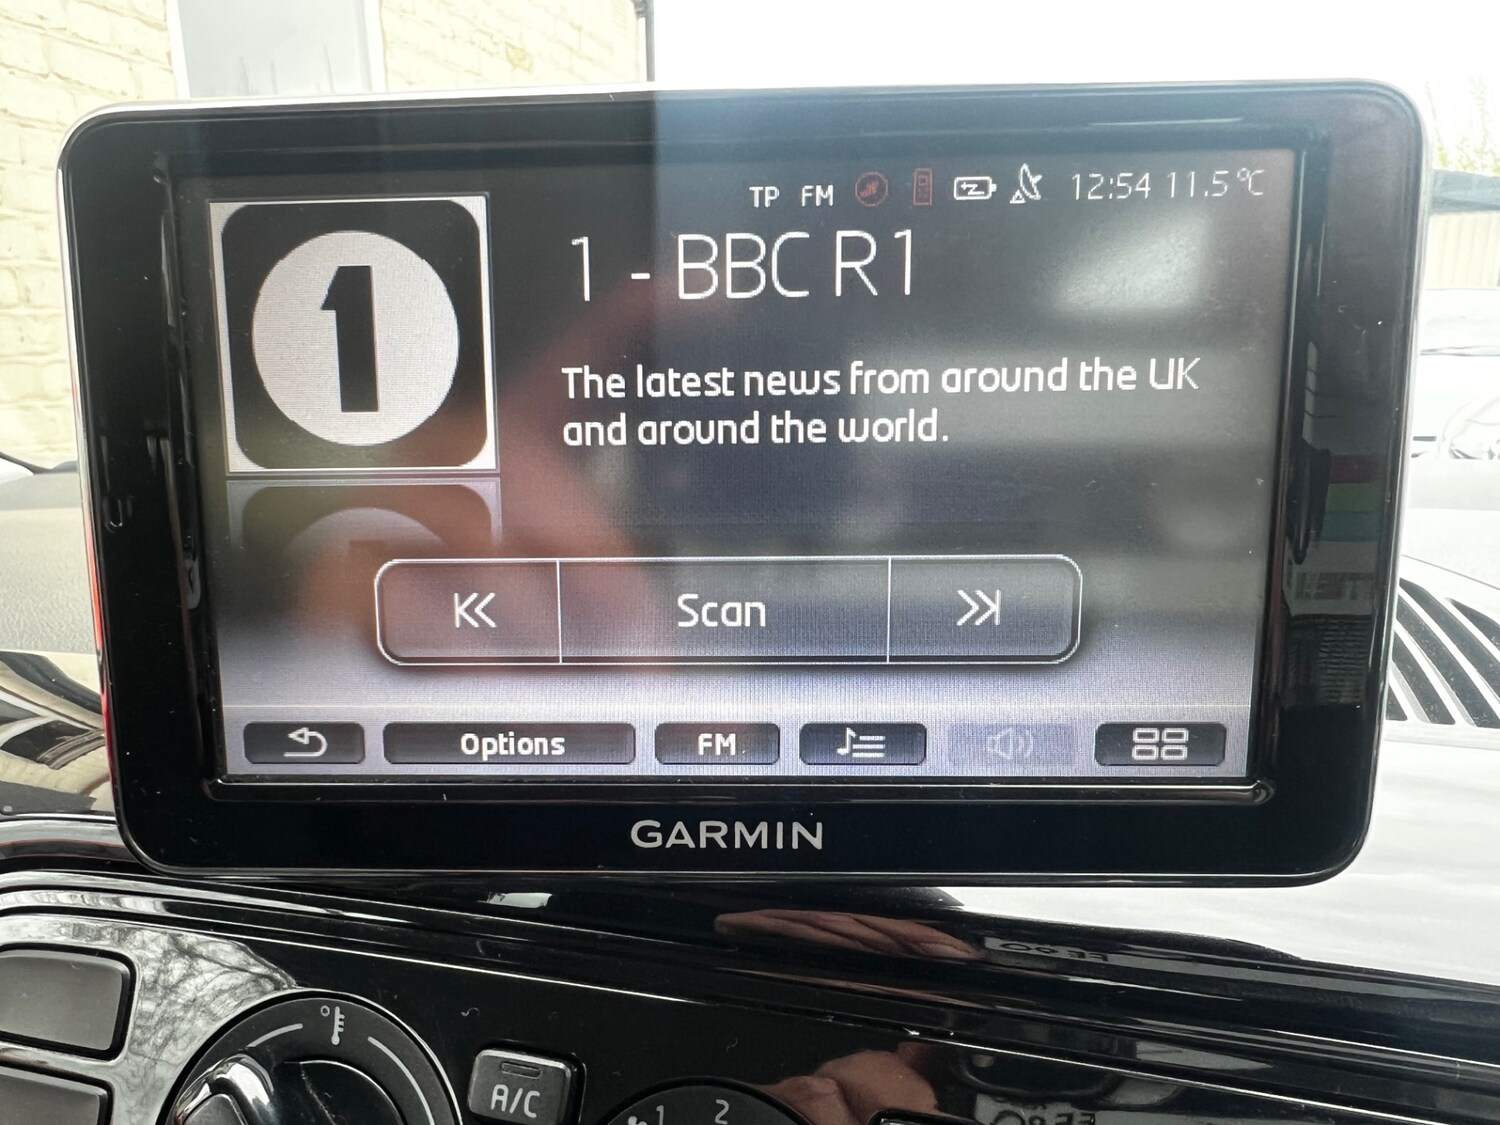 TP FM 12:54 11.5 °C
1
1 - BBC R1
The latest news from around the UK
and around the world.
Scan
Options FM
GARMIN
A/C
1 2